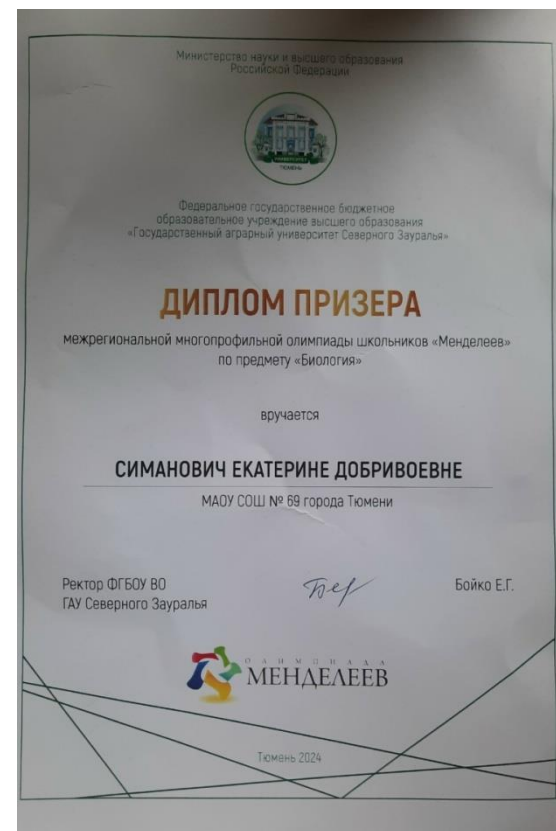 Министерство науки и высшего образования
Российской Федерации
УНИВЕРСИТЕТ
ТЮМЕНЬ
Федеральное государственное бюджетное
образовательное учреждение высшего образования
«Государственный аграрный университет Северного Зауралья»
ДИПЛОМ ПРИЗЕРА
межрегиональной многопрофильной олимпиады школьников «Менделеев»
по предмету «Биология»
вручается
СИМАНОВИЧ ЕКАТЕРИНЕ ДОБРИВОЕВНЕ
МАОУ СОШ № 69 города Тюмени
Ректор ФГБОУ ВО
ГАУ Северного Зауралья
Бойко Е.Г.
ОЛИМПИАДА
МЕНДЕЛЕЕВ
Тюмень 2024